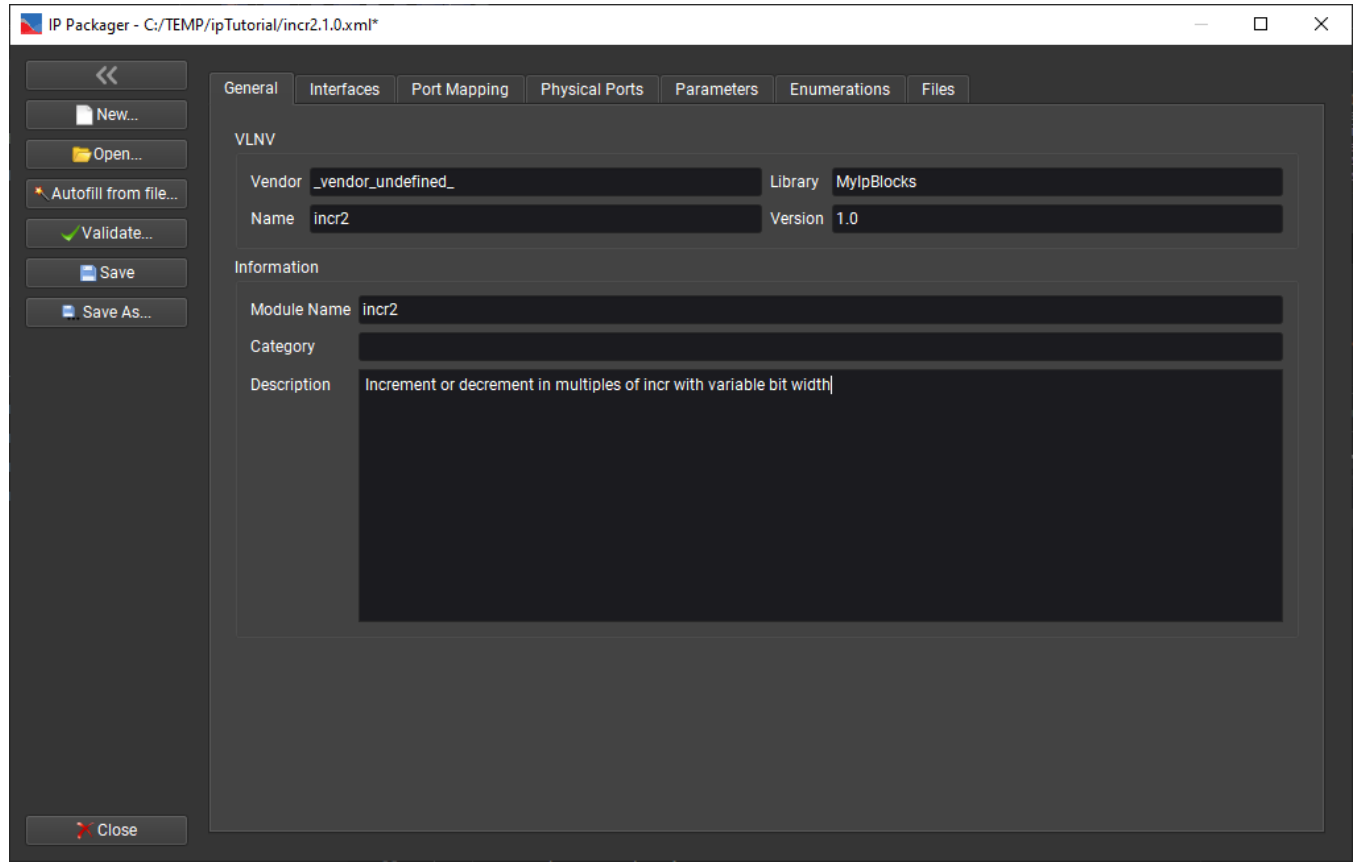 IP Packager - C:/TEMP/ipTutorial/incr2.1.0.xml*
New...
Open...
Autofill from file...
Validate...
Save
Save As...
Close
General Interfaces Port Mapping Physical Ports Parameters Enumerations Files
VLNV
Vendor _vendor_undefined_ Library MyIpBlocks
Name incr2 Version 1.0
Information
Module Name incr2
Category
Description Increment or decrement in multiples of incr with variable bit width